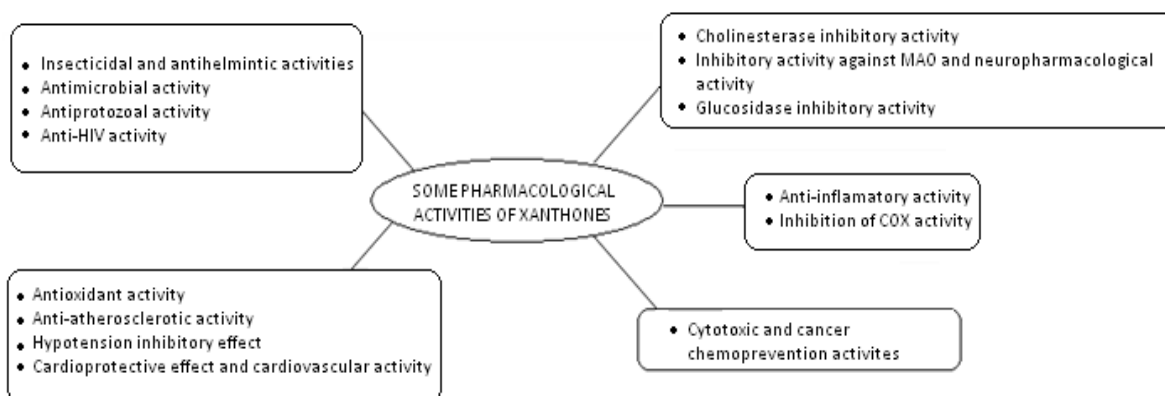 • Insecticidal and antihelmintic activities
• Antimicrobial activity
• Antiprotozoal activity
• Anti-HIV activity
• Cholinesterase inhibitory activity
• Inhibitory activity against MAO and neuropharmacological
activity
• Glucosidase inhibitory activity
SOME PHARMACOLOGICAL
ACTIVITIES OF XANTHONES
• Anti-inflamatory activity
• Inhibition of COX activity
• Antioxidant activity
• Anti-atherosclerotic activity
• Hypotension inhibitory effect
• Cardioprotective effect and cardiovascular activity
• Cytotoxic and cancer
chemoprevention activites